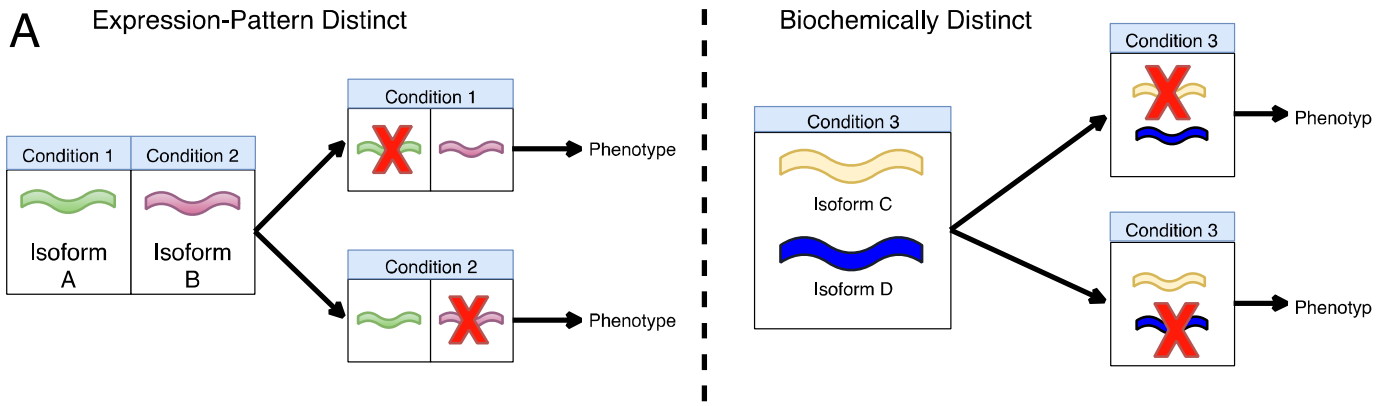 A
Expression-Pattern Distinct
Condition 1
Condition 2
Isoform
A
Isoform
B
Condition 1
Phenotype
Condition 2
Phenotype
Biochemically Distinct
Condition 3
Isoform C
Isoform D
Condition 3
Phenotyp
Condition 3
Phenotyp